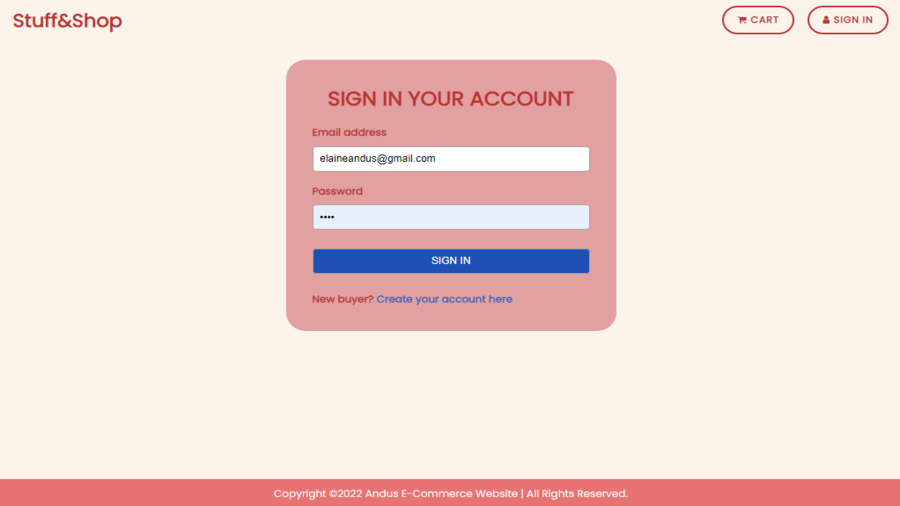 Stuff&Shop
CART
SIGN IN
SIGN IN YOUR ACCOUNT
Email address
elaineandus@gmail.com
Password
••••
SIGN IN
New buyer? Create your account here
Copyright ©2022 Andus E-Commerce Website | All Rights Reserved.